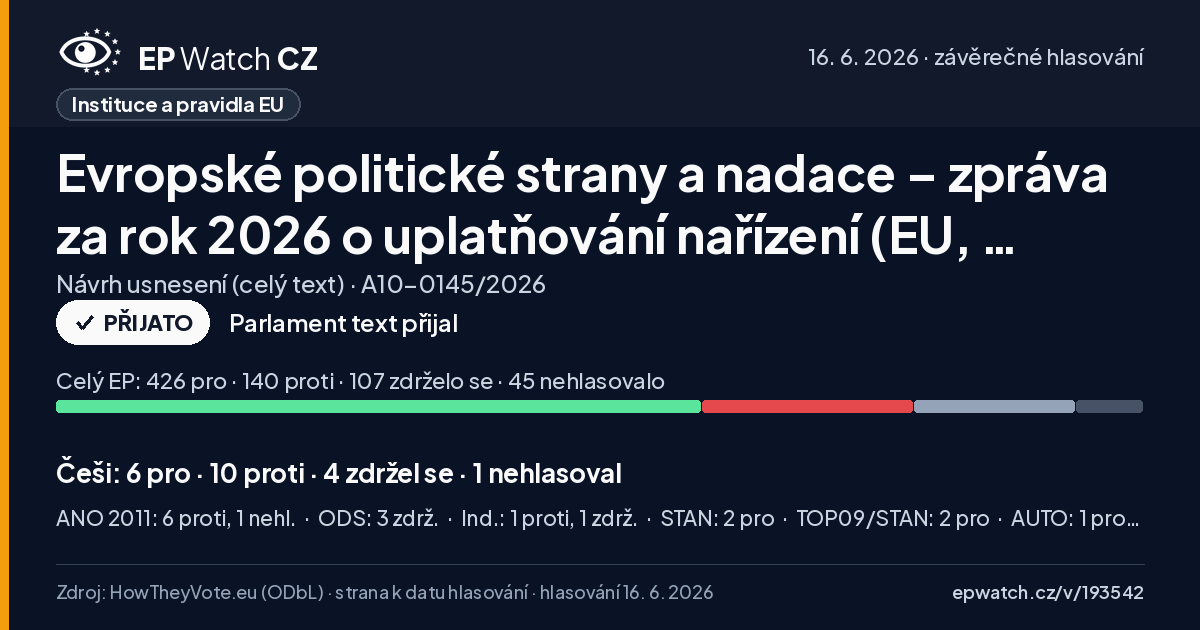 EP Watch CZ
16. 6. 2026 · závěrečné hlasování
Instituce a pravidla EU
Evropské politické strany a nadace – zpráva
za rok 2026 o uplatňování nařízení (EU, …
Návrh usnesení (celý text) · A10–0145/2026
✓ PŘIJATO Parlament text přijal
Celý EP: 426 pro · 140 proti · 107 zdrželo se · 45 nehlasovalo
Češi: 6 pro · 10 proti · 4 zdržel se · 1 nehlasoval
ANO 2011: 6 proti, 1 nehl. · ODS: 3 zdrž. · Ind.: 1 proti, 1 zdrž. · STAN: 2 pro · TOP09/STAN: 2 pro · AUTO: 1 pro…
Zdroj: HowTheyVote.eu (ODbL) · strana k datu hlasování · hlasování 16. 6. 2026
epwatch.cz/v/193542